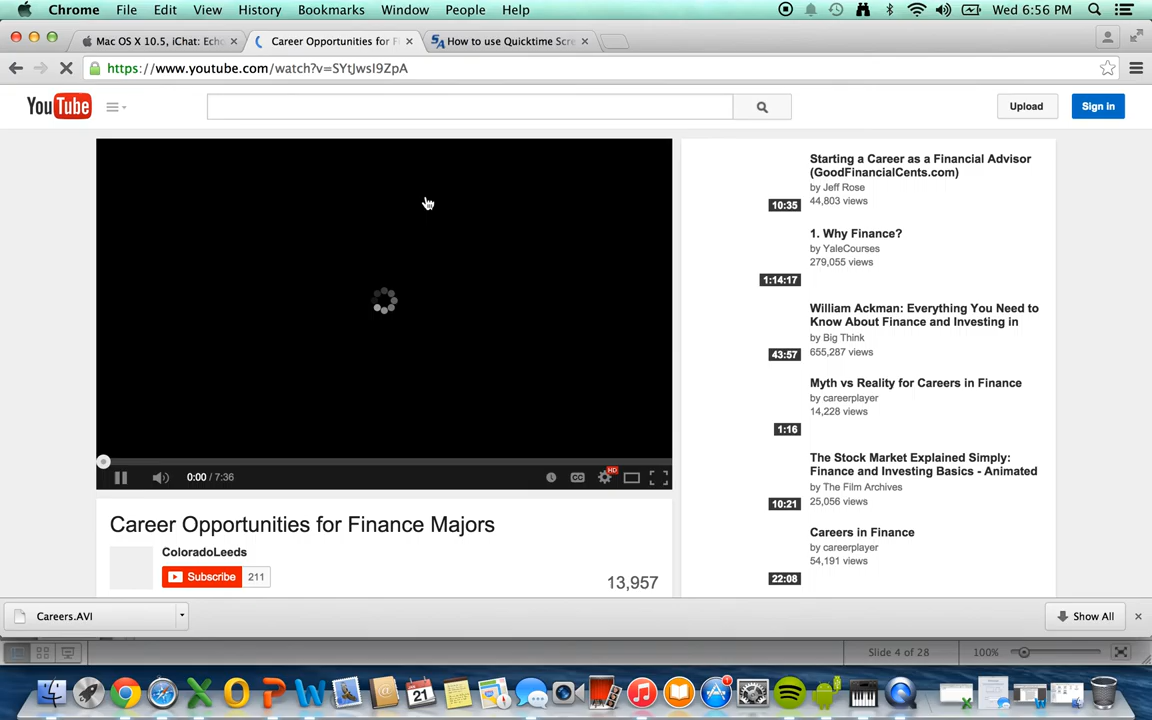 Chrome File Edit View History Bookmarks Window People Help Wed 6:56 PM
Mac OS X 10.5, iChat: Echo Career Opportunities for F How to use Quicktime Scre
https://www.youtube.com/watch?v=SYtJwsI9ZpA
YouTube Upload Sign in
Starting a Career as a Financial Advisor
(GoodFinancialCents.com)
by Jeff Rose
44,803 views
10:35
1. Why Finance?
by YaleCourses
279,055 views
1:14:17
William Ackman: Everything You Need to
Know About Finance and Investing in
by Big Think
655,287 views
43:57
Myth vs Reality for Careers in Finance
by careerplayer
14,228 views
1:16
The Stock Market Explained Simply:
Finance and Investing Basics - Animated
by The Film Archives
25,056 views
10:21
Careers in Finance
by careerplayer
54,191 views
22:08
0:00 / 7:36 CC HD
Career Opportunities for Finance Majors
ColoradoLeeds
Subscribe 211
13,957
Careers.AVI Show All
Slide 4 of 28 100%
21
1